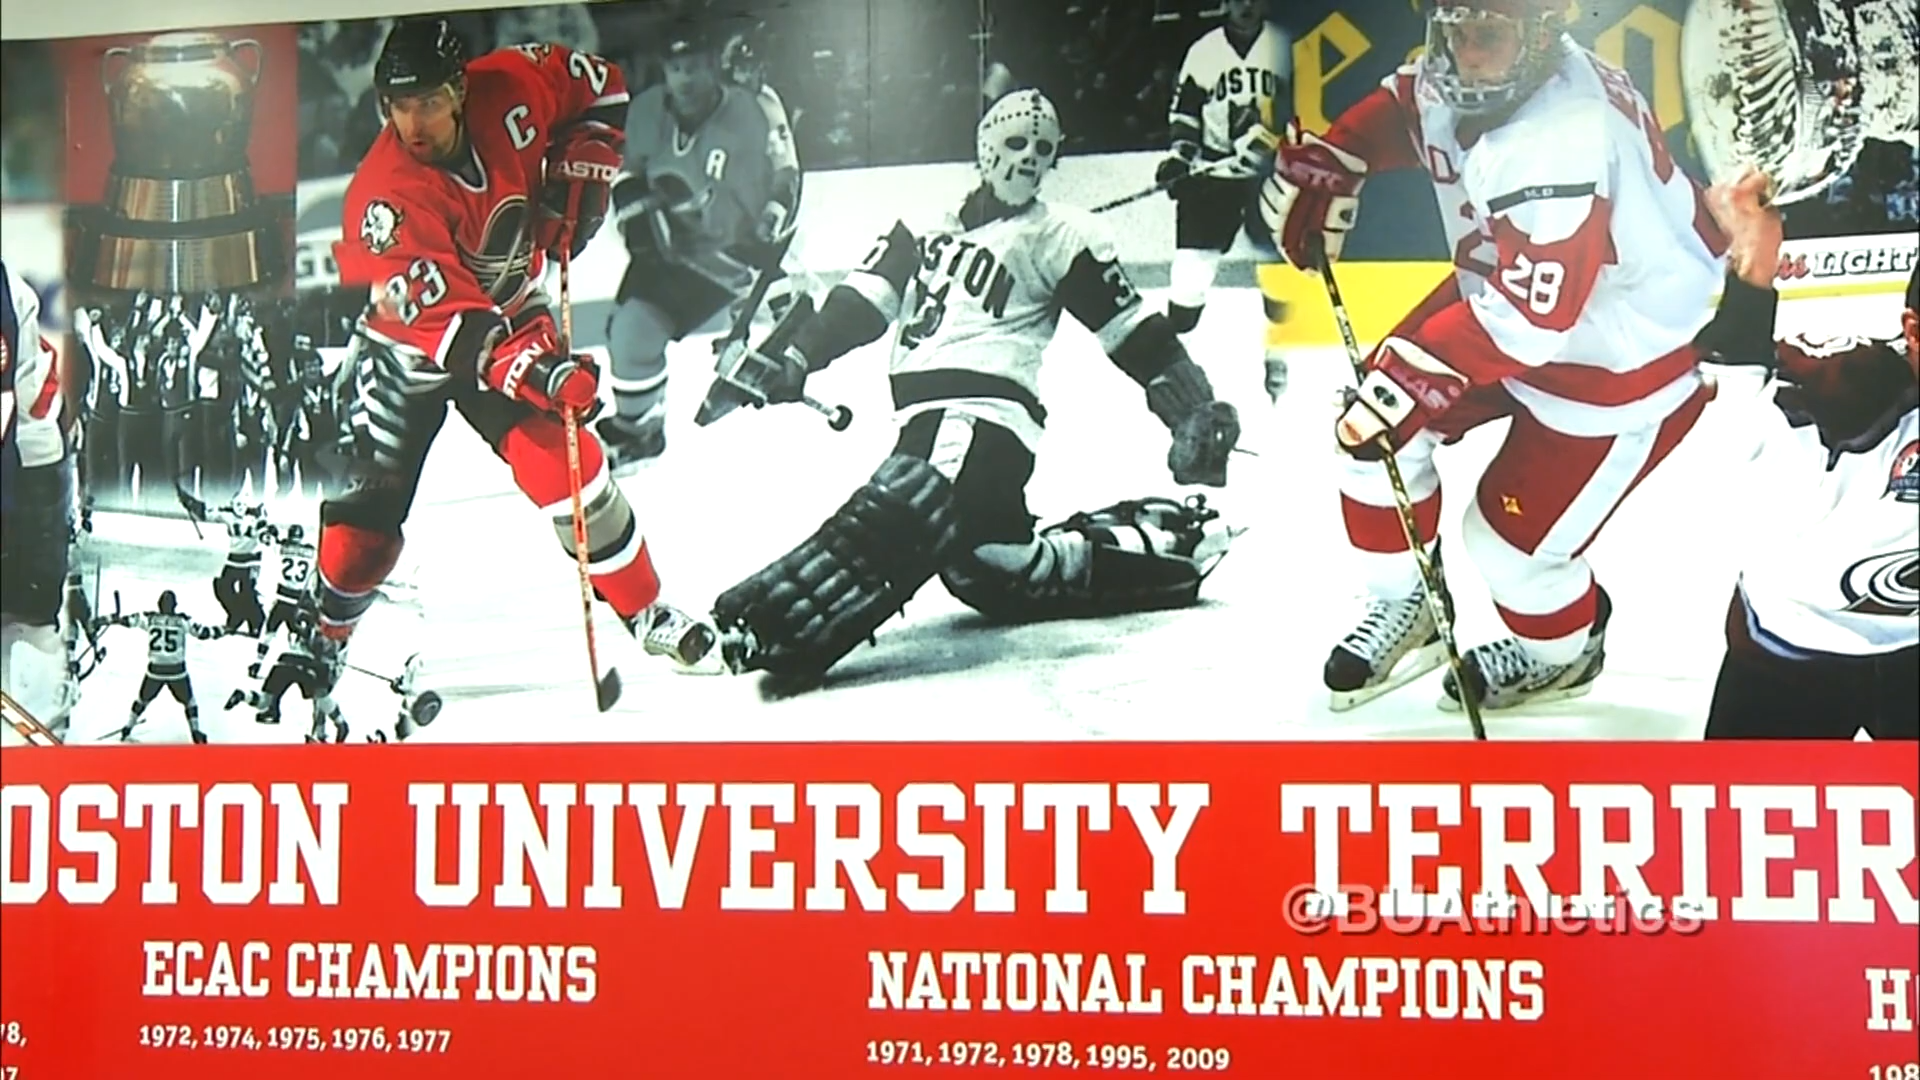 C
23
A
OSTON
STON
28
LIGHT
23
25
OSTON UNIVERSITY TERRIER
@BUAthletics
ECAC CHAMPIONS
NATIONAL CHAMPIONS
1972, 1974, 1975, 1976, 1977
1971, 1972, 1978, 1995, 2009